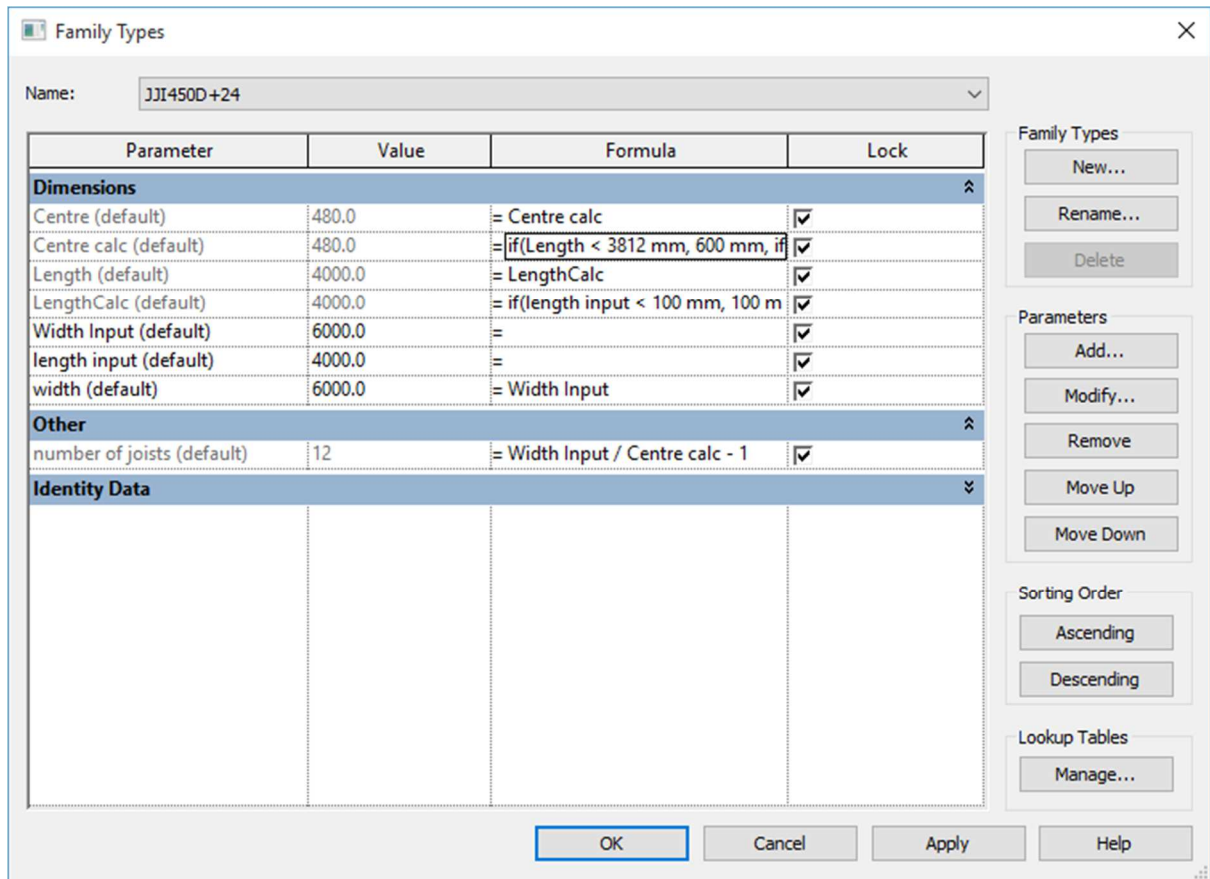 Family Types
Name: JJI450D+24
Parameter Value Formula Lock
Dimensions
Centre (default) 480.0 = Centre calc
Centre calc (default) 480.0 = if(Length < 3812 mm, 600 mm, if
Length (default) 4000.0 = LengthCalc
LengthCalc (default) 4000.0 = if(length input < 100 mm, 100 m
Width Input (default) 6000.0 =
length input (default) 4000.0 =
width (default) 6000.0 = Width Input
Other
number of joists (default) 12 = Width Input / Centre calc - 1
Identity Data
Family Types
New...
Rename...
Delete
Parameters
Add...
Modify...
Remove
Move Up
Move Down
Sorting Order
Ascending
Descending
Lookup Tables
Manage...
OK Cancel Apply Help